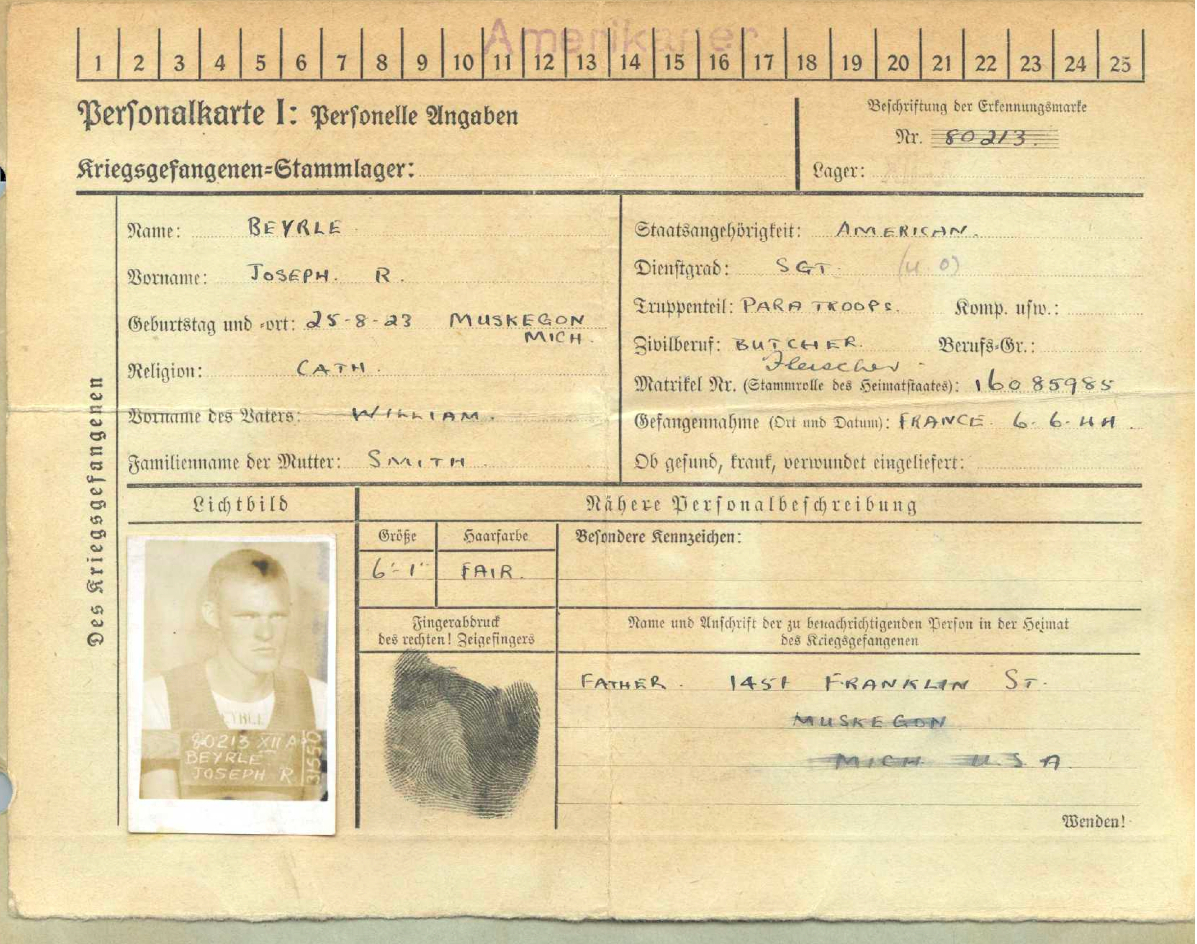 Amerikaner
1 2 3 4 5 6 7 8 9 10 11 12 13 14 15 16 17 18 19 20 21 22 23 24 25
Personalkarte I: Personelle Angaben
Beschriftung der Erkennungsmarke
Nr. 80213
Kriegsgefangenen=Stammlager:
Lager:
Des Kriegsgefangenen
Name: BEYRLE
Vorname: JOSEPH. R.
Geburtstag und =ort: 25-8-23 MUSKEGON
MICH.
Religion: CATH.
Vorname des Vaters: WILLIAM.
Familienname der Mutter: SMITH
Staatsangehörigkeit: AMERICAN.
Dienstgrad: SGT. (U.O)
Truppenteil: PARATROOPS. Komp. usw.:
Zivilberuf: BUTCHER. Berufs=Gr.:
Fleischer
Matrikel Nr. (Stammrolle des Heimatstaates): 16085985
Gefangennahme (Ort und Datum): FRANCE 6-6-44
Ob gesund, krank, verwundet eingeliefert:
Lichtbild
Nähere Personalbeschreibung
Größe Haarfarbe Besondere Kennzeichen:
6'-1" FAIR.
Fingerabdruck
des rechten! Zeigefingers
Name und Anschrift der zu benachrichtigenden Person in der Heimat
des Kriegsgefangenen
FATHER. 1451 FRANKLIN ST.
MUSKEGON
MICH USA
80213 XII A
BEYRLE
JOSEPH R
31550
Wenden!